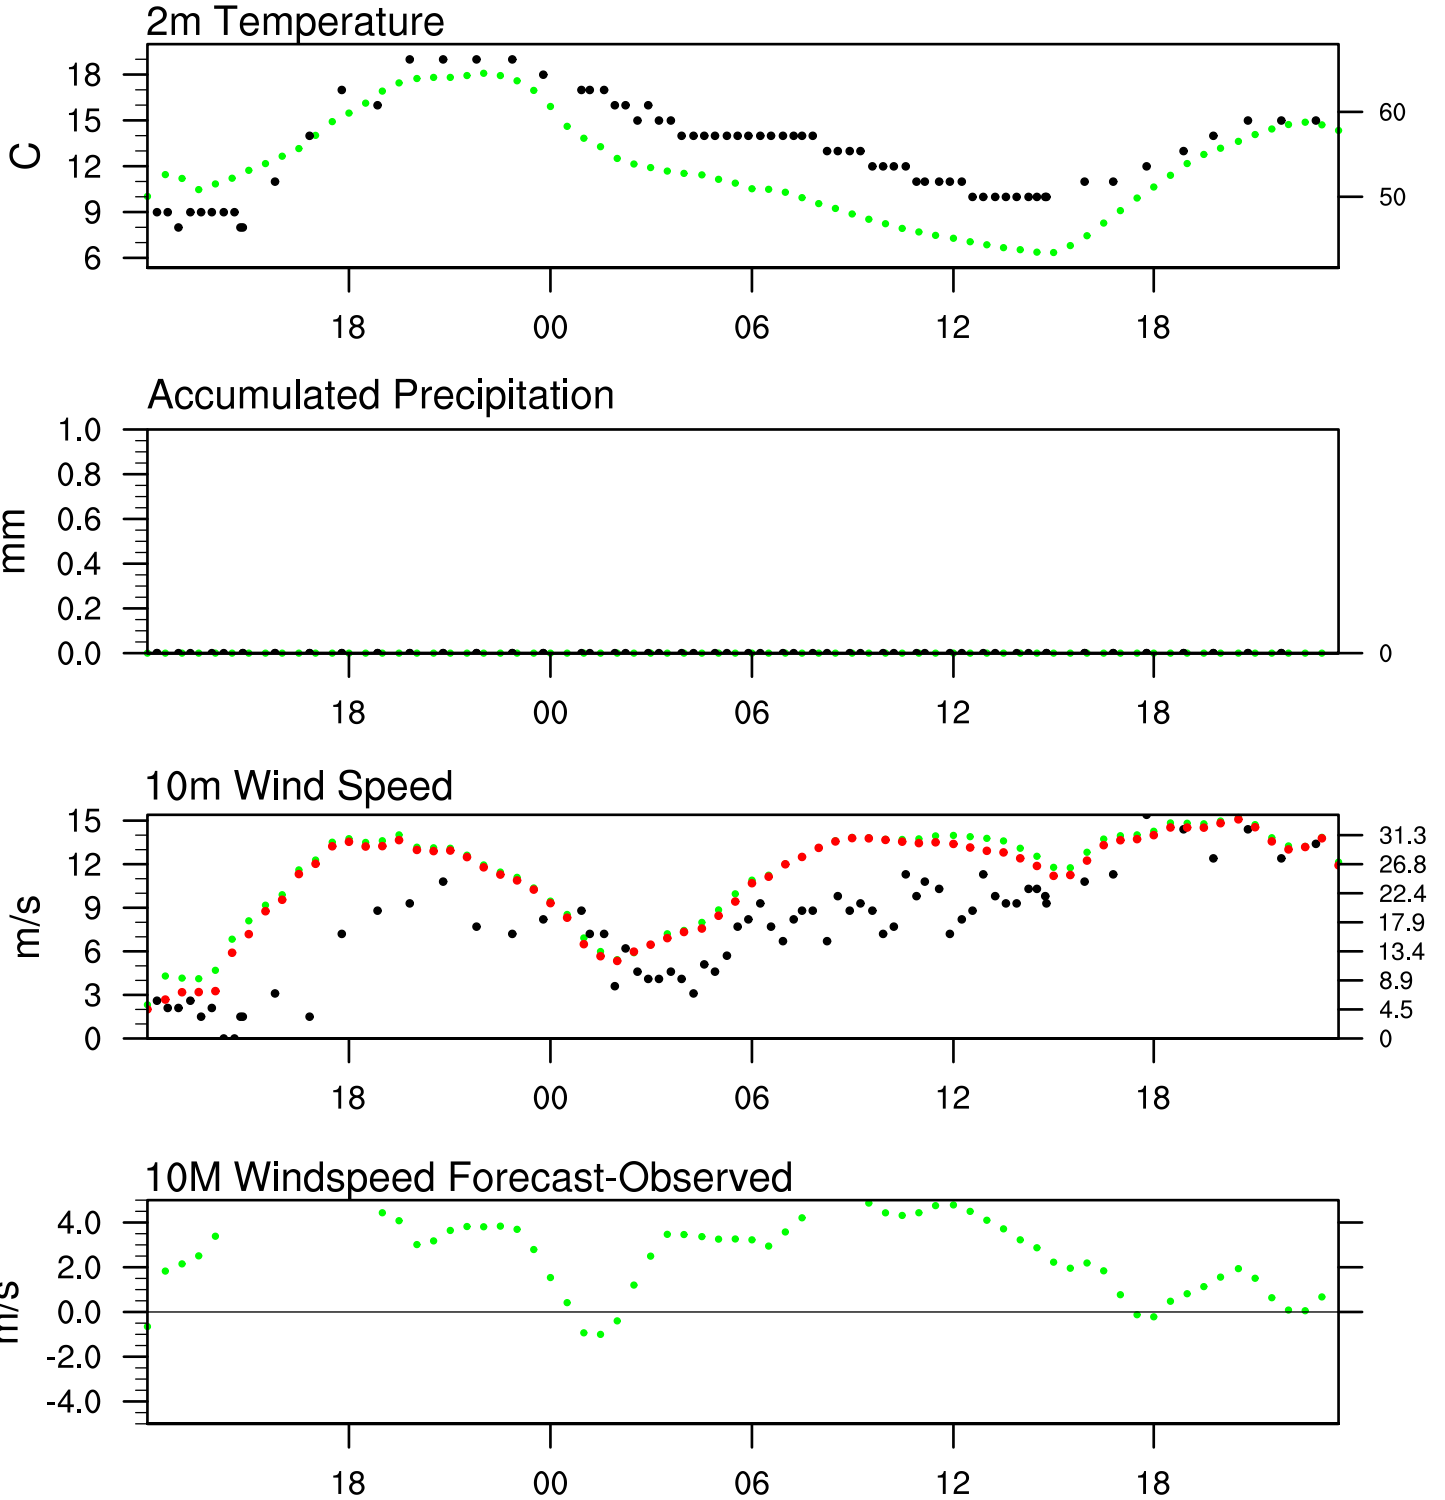 2m Temperature
18
15
12
9
6
C
60
50
18 00 06 12 18
Accumulated Precipitation
1.0
0.8
0.6
0.4
0.2
0.0
mm
0
18 00 06 12 18
10m Wind Speed
15
12
9
6
3
0
m/s
31.3
26.8
22.4
17.9
13.4
8.9
4.5
0
18 00 06 12 18
10M Windspeed Forecast-Observed
4.0
2.0
0.0
-2.0
-4.0
m/s
18 00 06 12 18